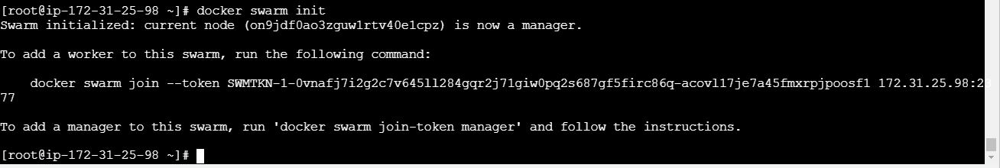 [root@ip-172-31-25-98 ~]# docker swarm init
Swarm initialized: current node (on9jdf0ao3zguw1rtv40e1cpz) is now a manager.
To add a worker to this swarm, run the following command:
docker swarm join --token SWMTKN-1-0vnafj7i2g2c7v645ll284gqr2j71giw0pq2s687gf5firc86q-acovl17je7a45fmxrpjpoosf1 172.31.25.98:23
77
To add a manager to this swarm, run 'docker swarm join-token manager' and follow the instructions.
[root@ip-172-31-25-98 ~]#